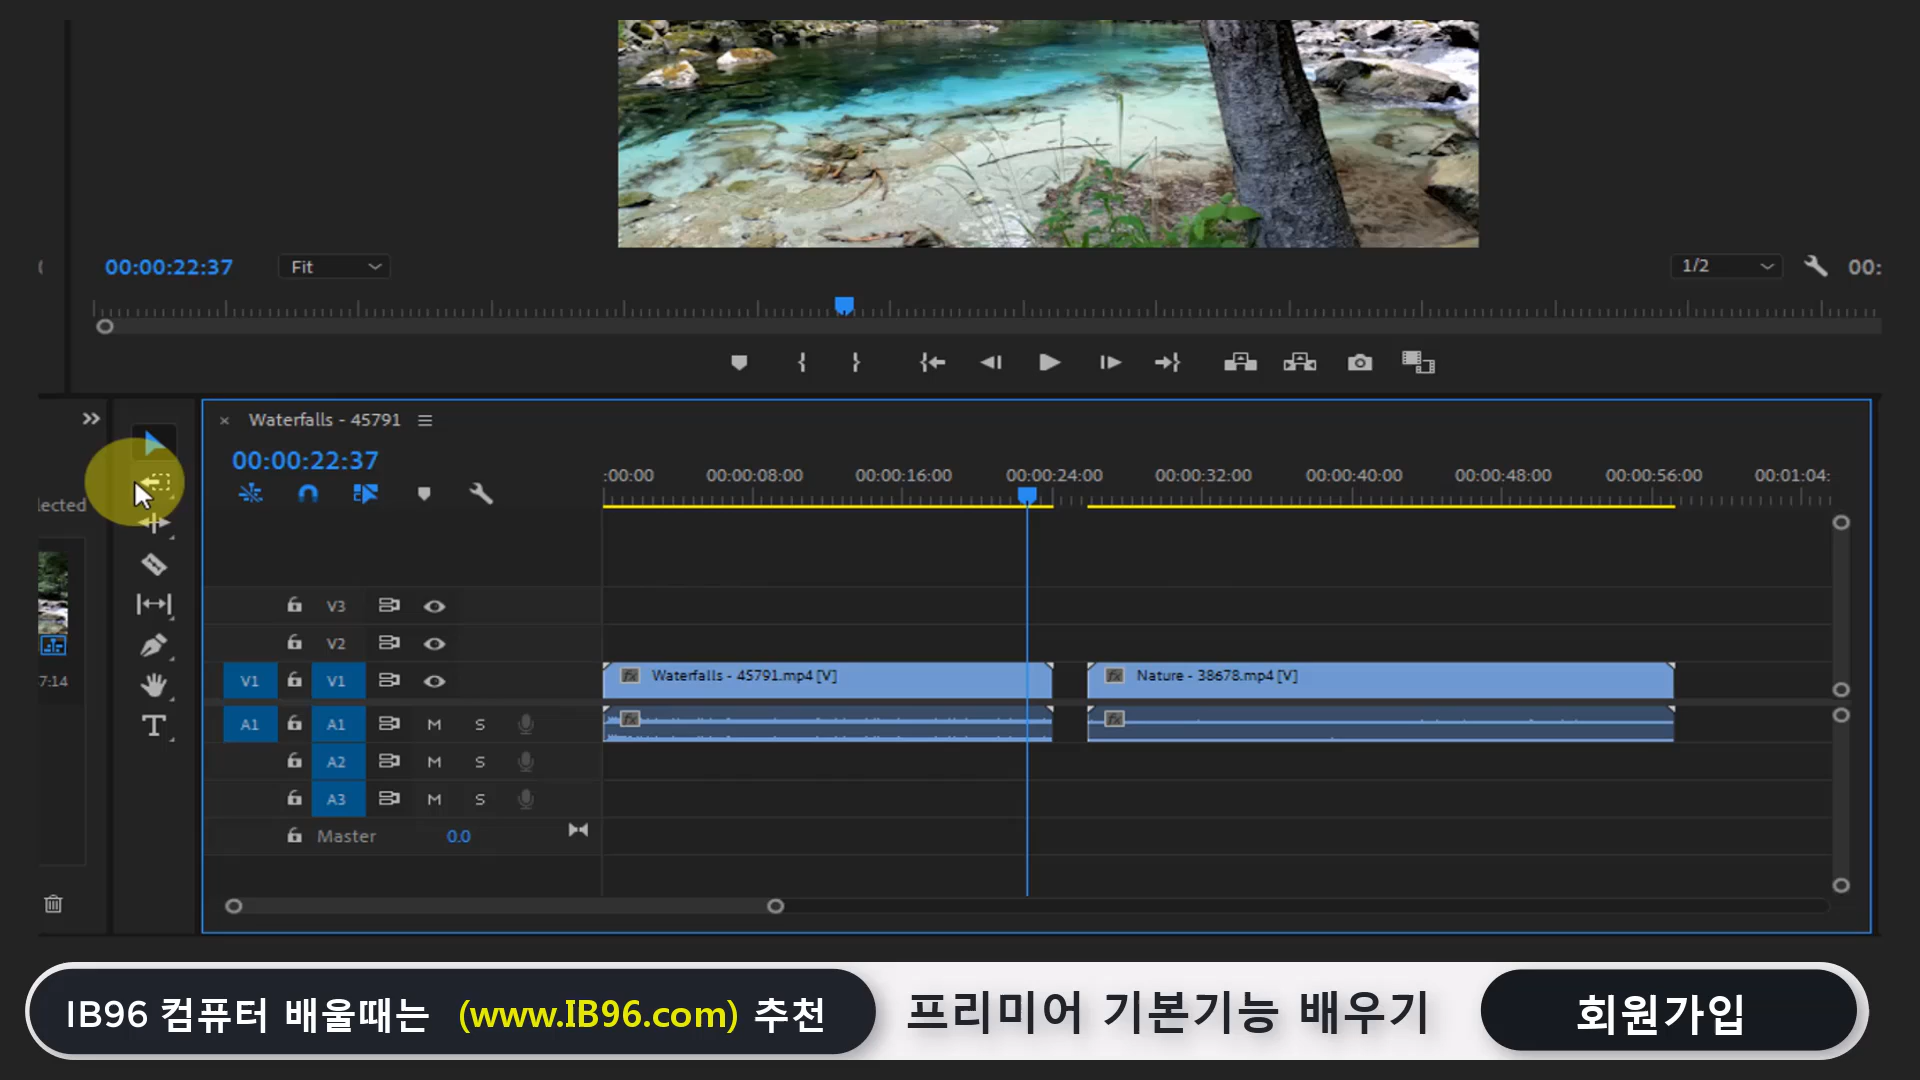 00:00:22:37 Fit 1/2 00:
Waterfalls - 45791
00:00:22:37
:00:00 00:00:08:00 00:00:16:00 00:00:24:00 00:00:32:00 00:00:40:00 00:00:48:00 00:00:56:00 00:01:04:
lected
V3
V2
7:14 V1 V1 fx Waterfalls - 45791.mp4 [V] fx Nature - 38678.mp4 [V]
A1 A1 M S fx fx
T
A2 M S
A3 M S
Master 0.0
IB96 컴퓨터 배울때는 (www.IB96.com) 추천 프리미어 기본기능 배우기 회원가입